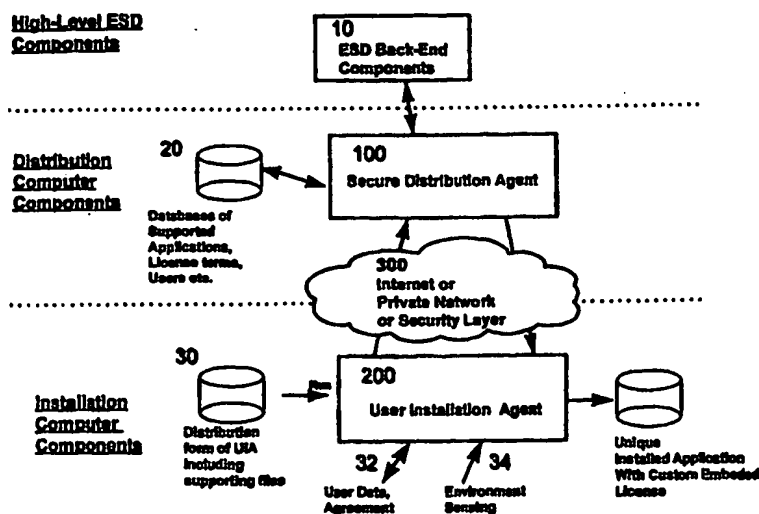 High-Level ESD
Components
10
ESD Back-End
Components
Distribution
Computer
Components
20
Databases of
Supported
Applications,
License terms,
Users etc.
100
Secure Distribution Agent
300
Internet or
Private Network
or Security Layer
Installation
Computer
Components
30
Distribution
form of UIA
including
supporting files
Run
200
User Installation Agent
32
User Data,
Agreement
34
Environment
Sensing
Unique
Installed Application
With Custom Embeded
License